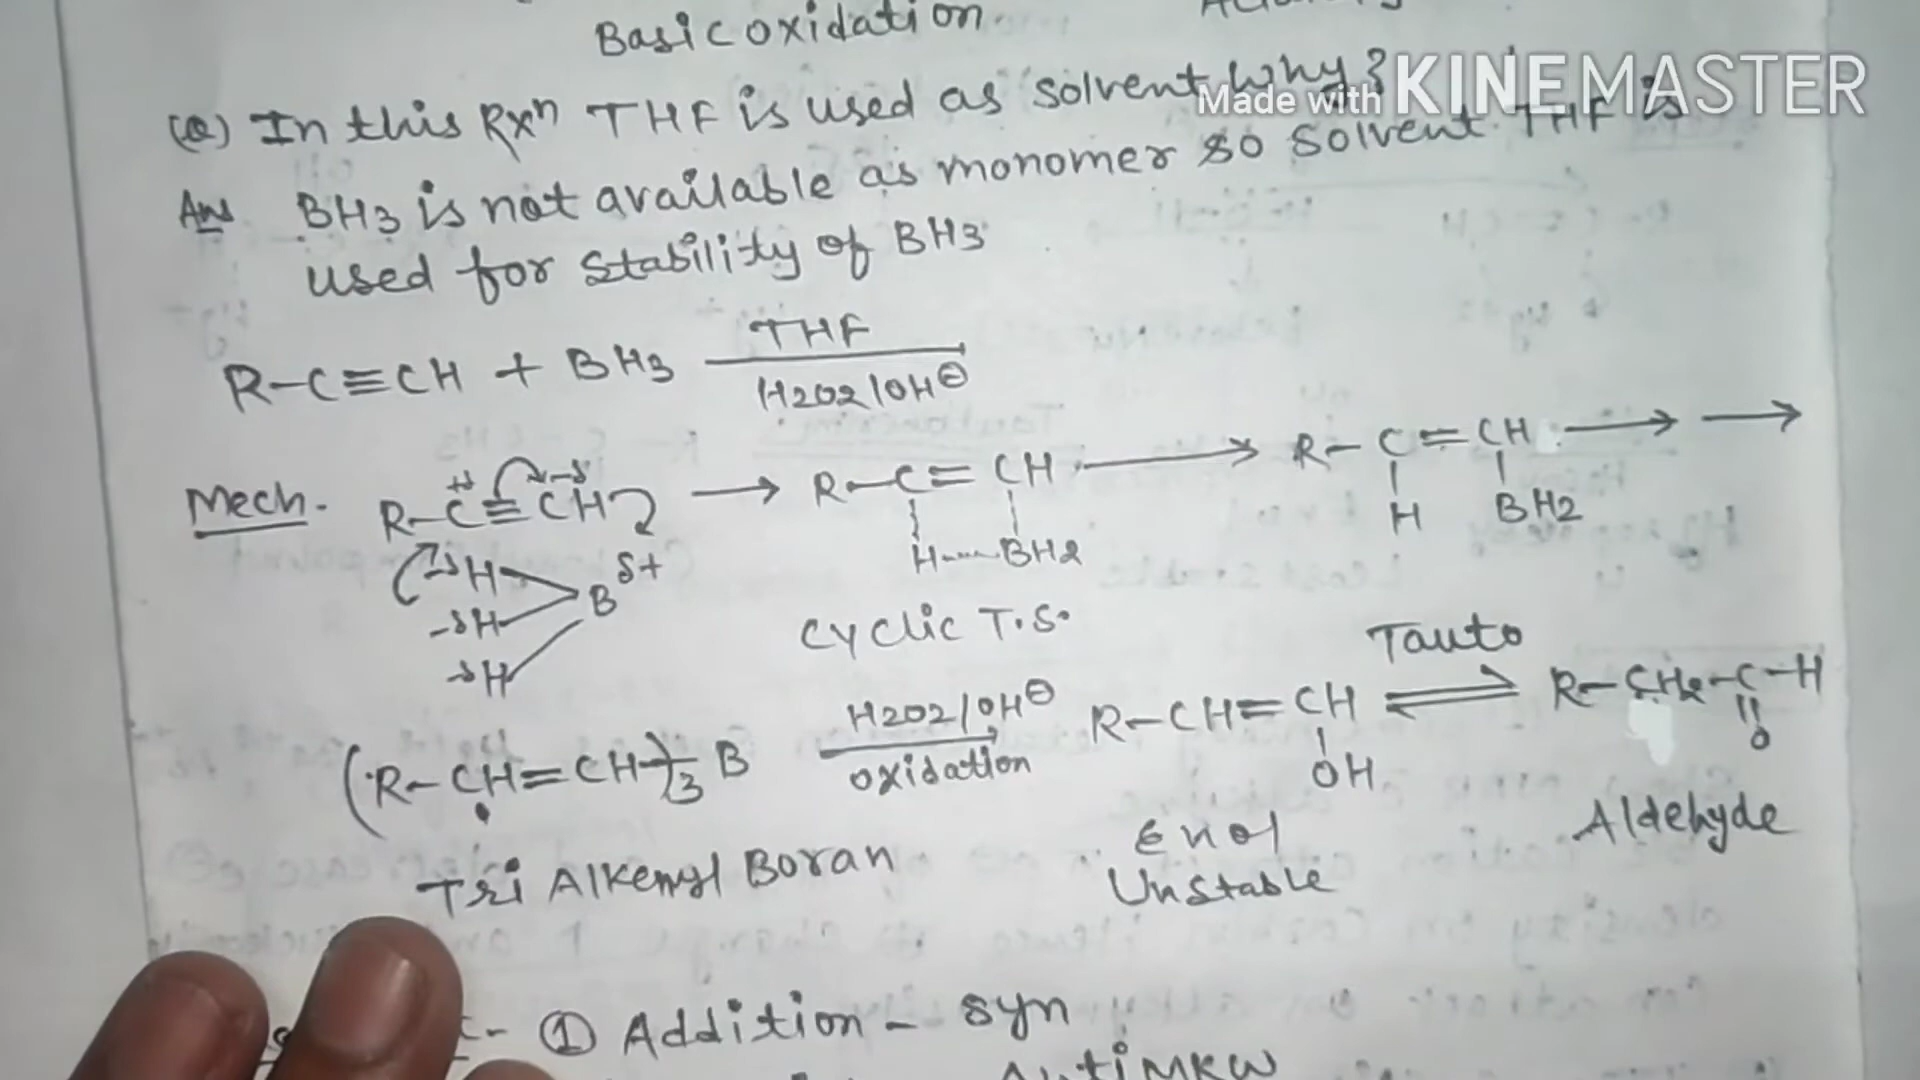 Basic oxidation
(Q) In this Rxⁿ THF is used as solvent why?
Made with KINEMASTER
Ans BH3 is not available as monomer so solvent THF is
used for stability of BH3
R-C≡CH + BH3 THF
H2O2/OH⊖
Mech. R-C≡CH → R-C=CH → R-C=CH → →
+δ -δ
H H B δ+ H BH2 H BH2
-δH
-δH
cyclic T.S.
Tauto
(R-CH=CH)3 B H2O2/OH⊖ R-CH=CH ⇌ R-CH2-C-H
oxidation OH O
Tri Alkenyl Boran Enol Aldehyde
Unstable
① Addition - syn
AntiMKW